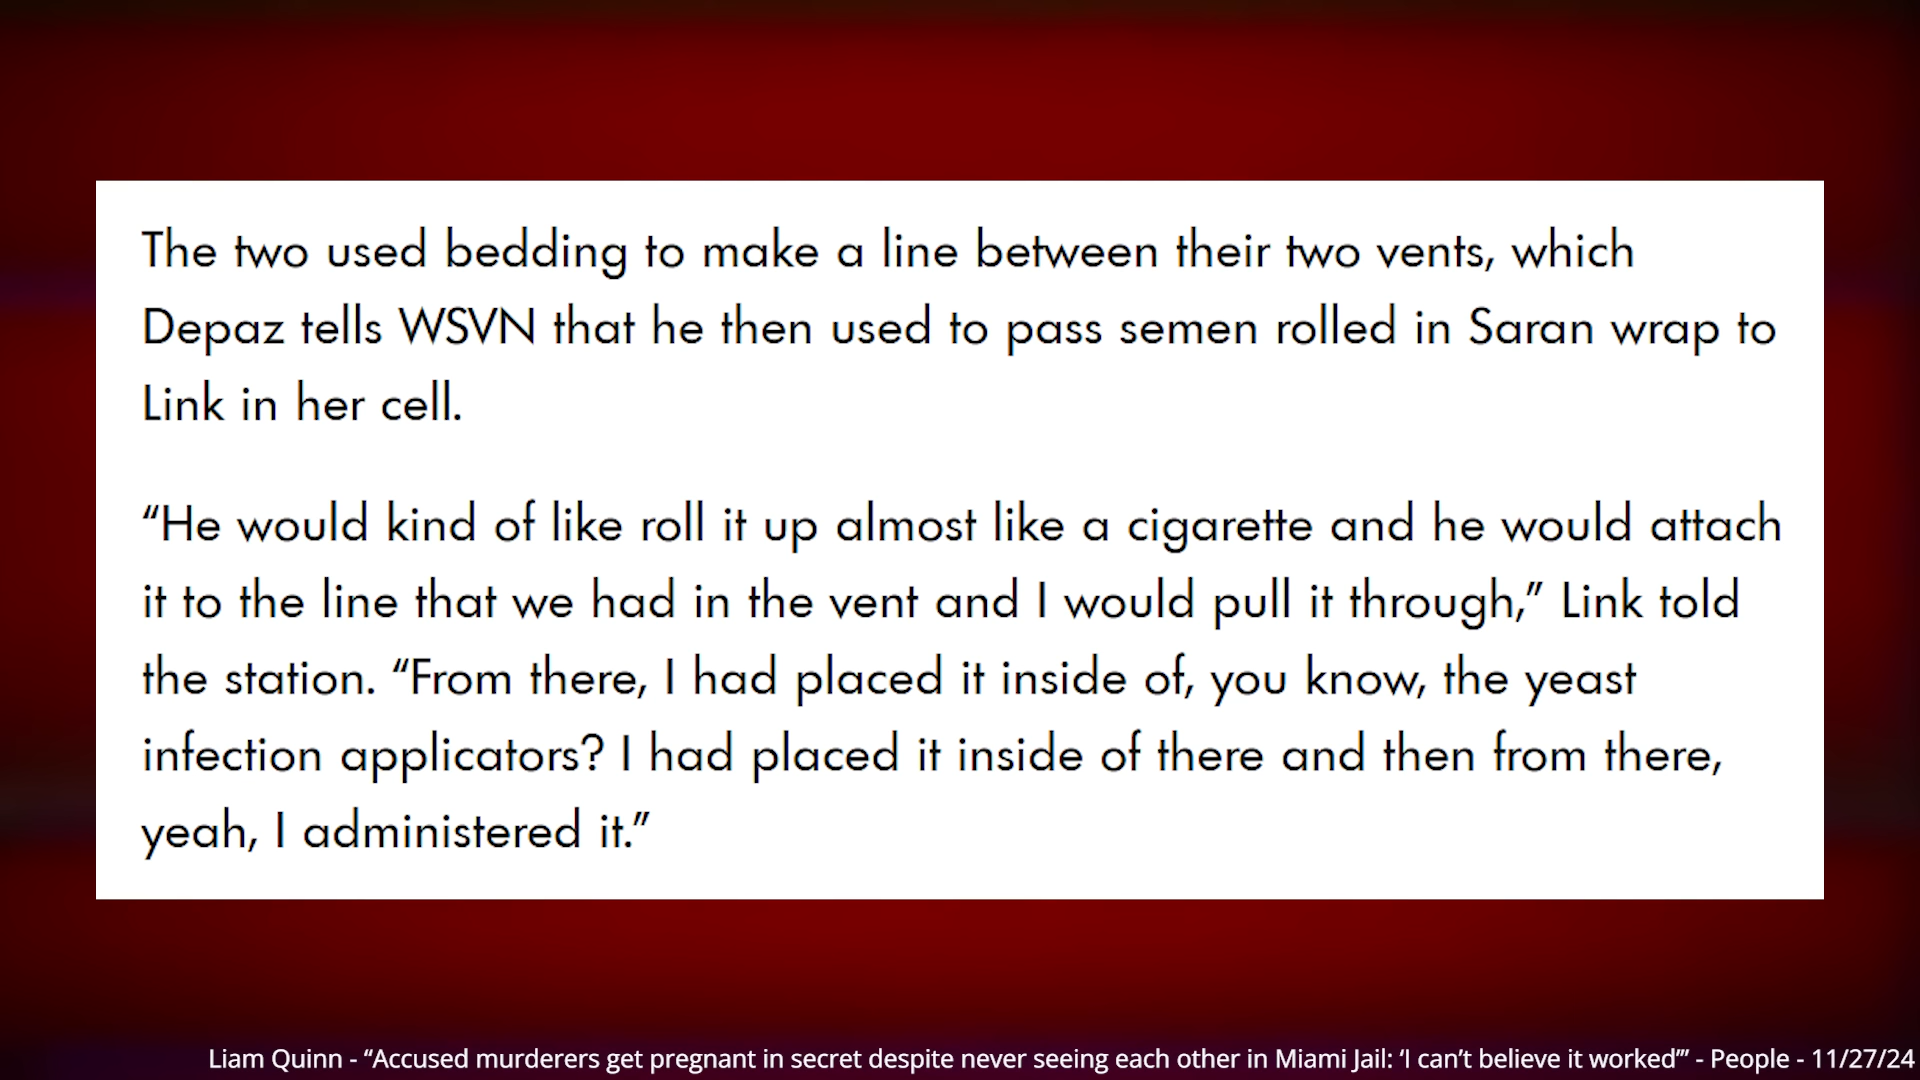 The two used bedding to make a line between their two vents, which
Depaz tells WSVN that he then used to pass semen rolled in Saran wrap to
Link in her cell.
“He would kind of like roll it up almost like a cigarette and he would attach
it to the line that we had in the vent and I would pull it through,” Link told
the station. “From there, I had placed it inside of, you know, the yeast
infection applicators? I had placed it inside of there and then from there,
yeah, I administered it.”
Liam Quinn - “Accused murderers get pregnant in secret despite never seeing each other in Miami Jail: ‘I can’t believe it worked’” - People - 11/27/24